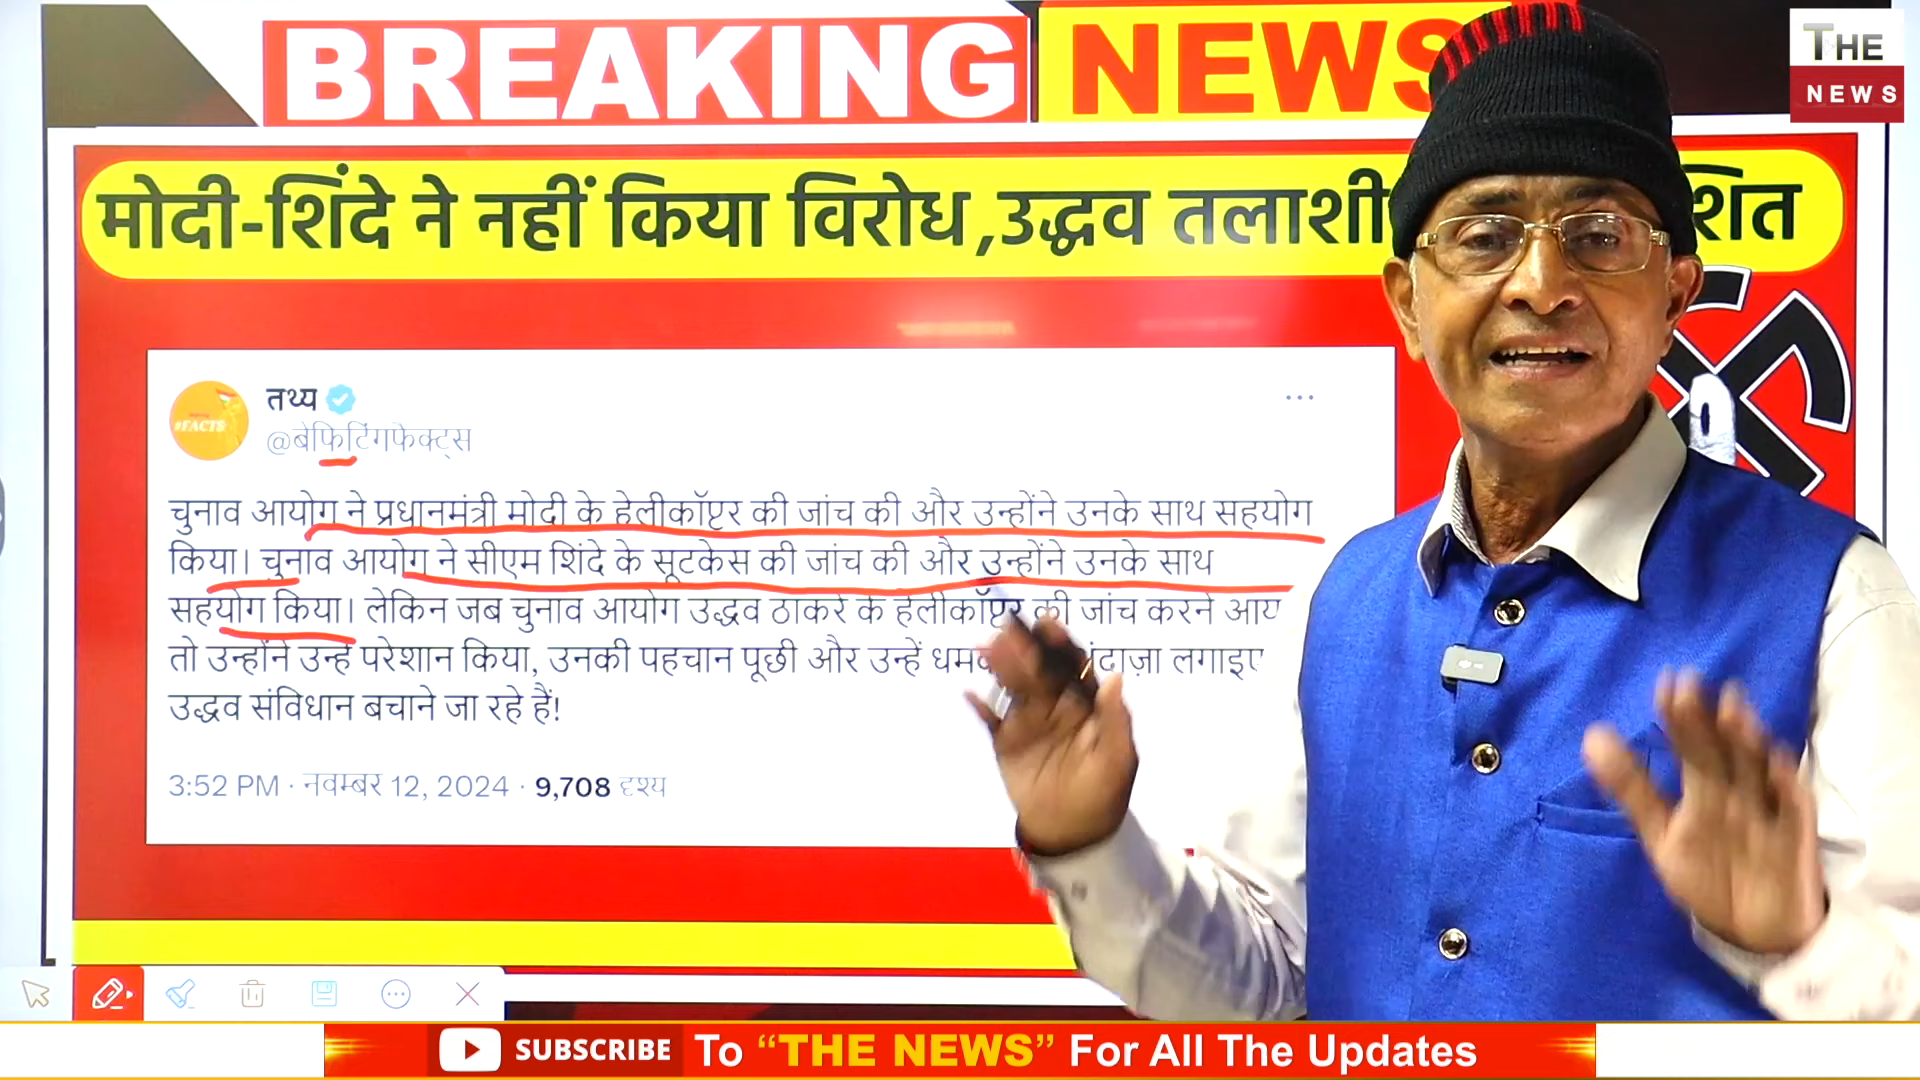 BREAKING NEWS
THE
NEWS
मोदी-शिंदे ने नहीं किया विरोध,उद्धव तलाशी शित
#FACTS
तथ्य
@बेफिटिंगफेक्ट्स
चुनाव आयोग ने प्रधानमंत्री मोदी के हेलीकॉप्टर की जांच की और उन्होंने उनके साथ सहयोग
किया। चुनाव आयोग ने सीएम शिंदे के सूटकेस की जांच की और उन्होंने उनके साथ
सहयोग किया। लेकिन जब चुनाव आयोग उद्धव ठाकरे के हेलीकॉप्टर की जांच करने आए
तो उन्होंने उन्हें परेशान किया, उनकी पहचान पूछी और उन्हें लगाइए
उद्धव संविधान बचाने जा रहे हैं!
3:52 PM · नवम्बर 12, 2024 · 9,708 दृश्य
SUBSCRIBE To “THE NEWS” For All The Updates